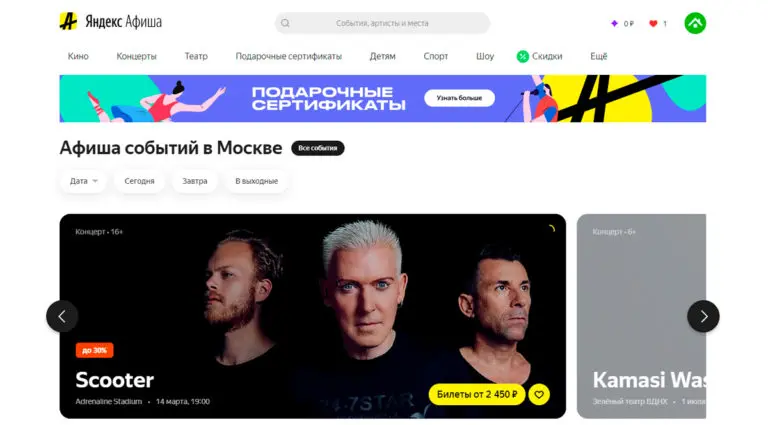 Яндекс Афиша
События, артисты и места
0 ₽
1
Кино
Концерты
Театр
Подарочные сертификаты
Детям
Спорт
Шоу
Скидки
Ещё
ПОДАРОЧНЫЕ
СЕРТИФИКАТЫ
Узнать больше
Афиша событий в Москве
Все события
Дата
Сегодня
Завтра
В выходные
Концерт • 16+
до 30%
Scooter
Adrenaline Stadium • 14 марта, 19:00
7STAR
Билеты от 2 450 ₽
Концерт • 6+
Kamasi Was
Зелёный театр ВДНХ • 1 июля